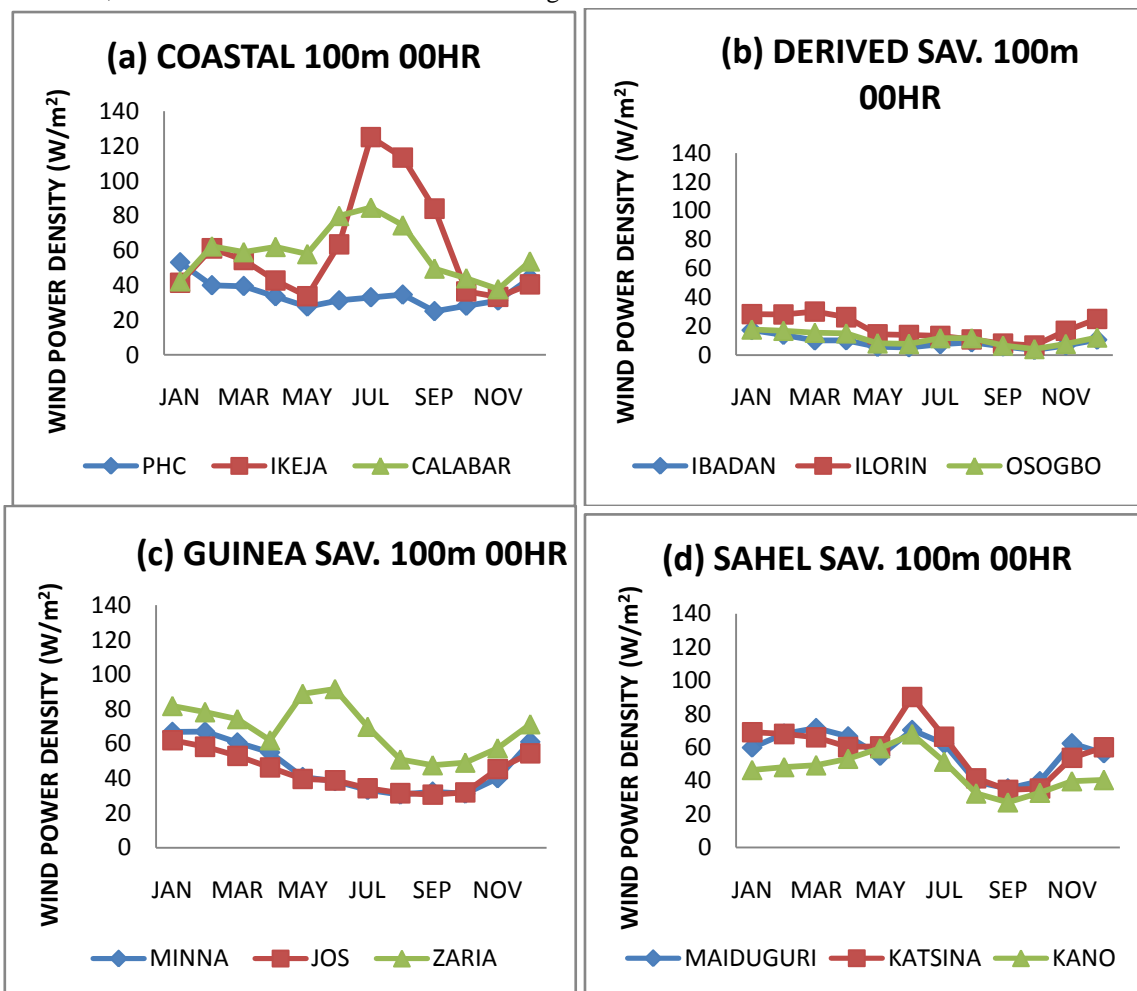 (a) COASTAL 100m 00HR
WIND POWER DENSITY (W/m²)
140
120
100
80
60
40
20
0
JAN MAR MAY JUL SEP NOV
PHC IKEJA CALABAR
(b) DERIVED SAV. 100m
00HR
WIND POWER DENSITY (W/m²)
140
120
100
80
60
40
20
0
JAN MAR MAY JUL SEP NOV
IBADAN ILORIN OSOGBO
(c) GUINEA SAV. 100m 00HR
WIND POWER DENSITY (W/m²)
140
120
100
80
60
40
20
0
JAN MAR MAY JUL SEP NOV
MINNA JOS ZARIA
(d) SAHEL SAV. 100m 00HR
WIND POWER DENSITY (W/m²)
140
120
100
80
60
40
20
0
JAN MAR MAY JUL SEP NOV
MAIDUGURI KATSINA KANO